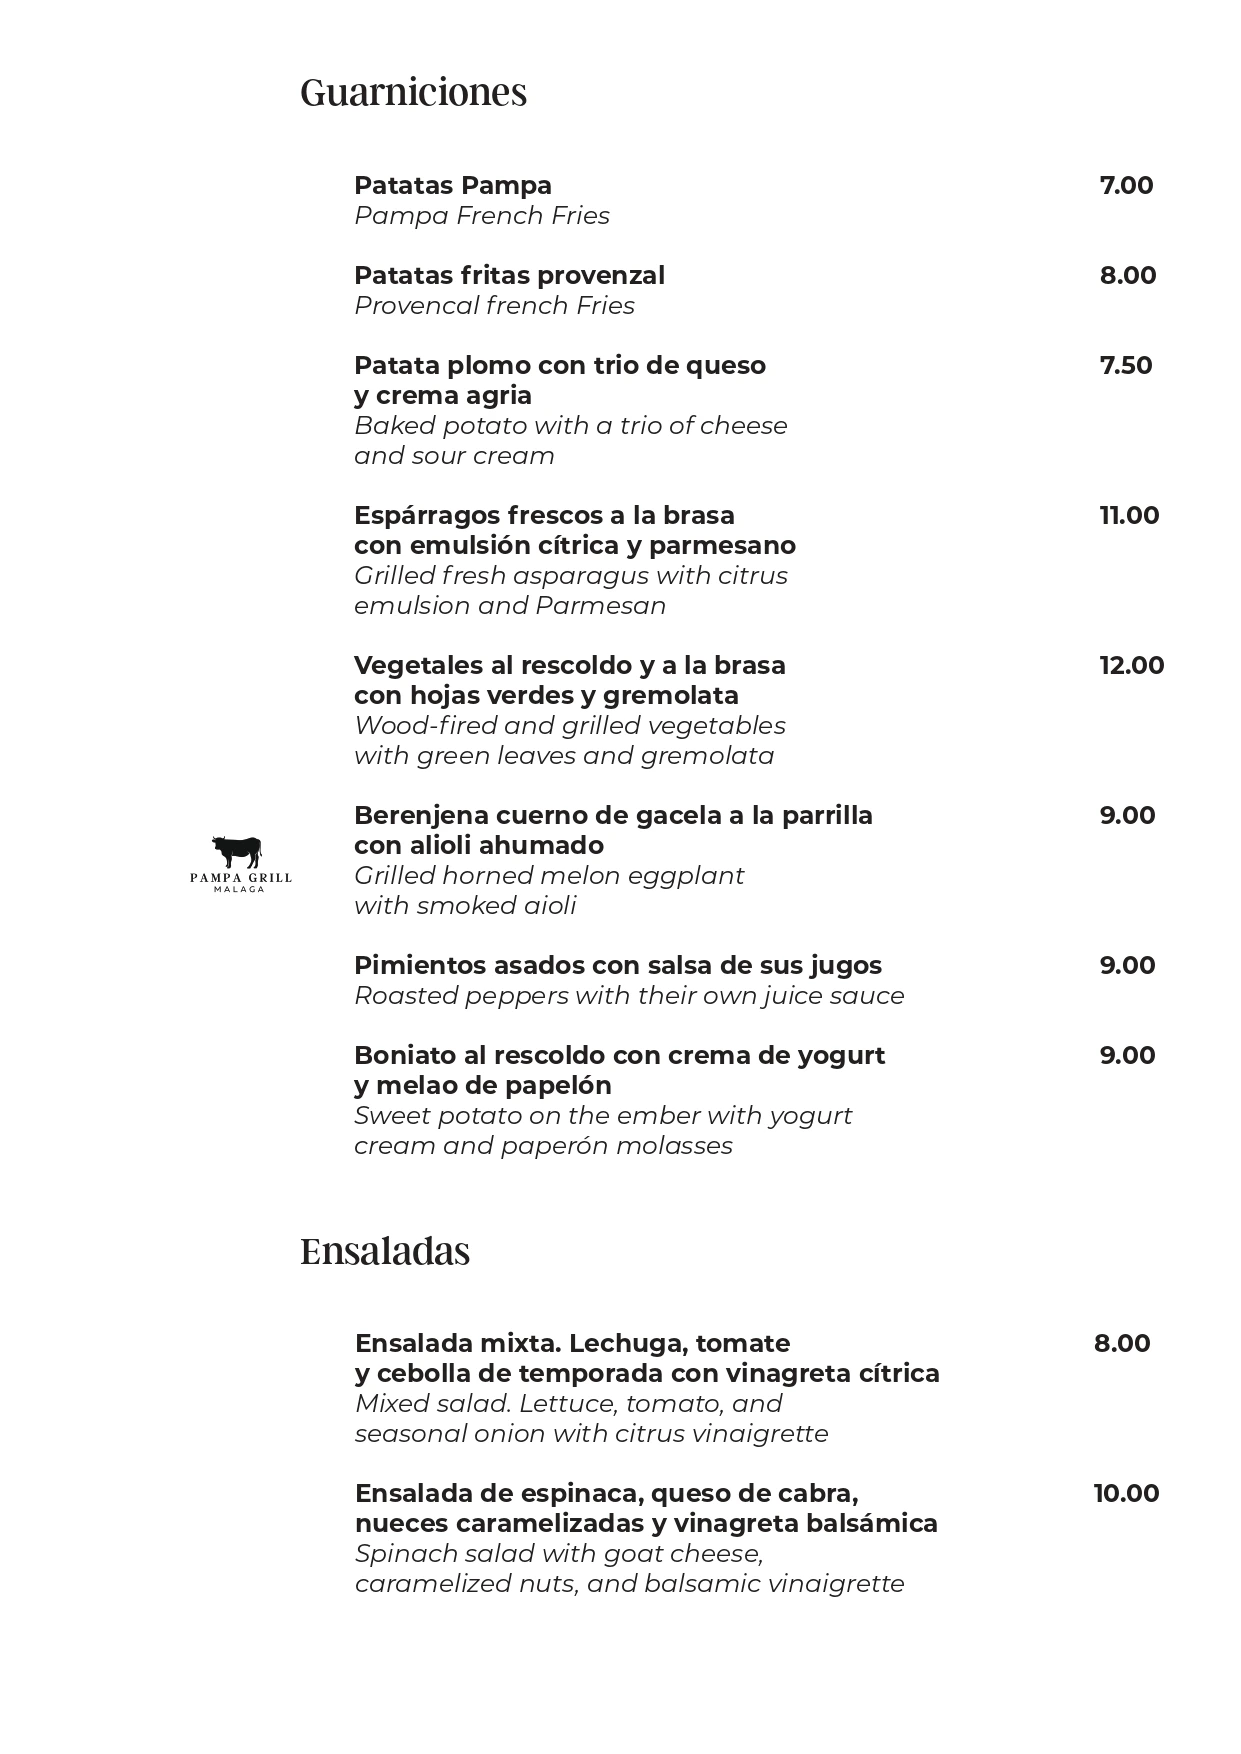 Guarniciones
Patatas Pampa 7.00
Pampa French Fries
Patatas fritas provenzal 8.00
Provencal french Fries
Patata plomo con trio de queso 7.50
y crema agria
Baked potato with a trio of cheese
and sour cream
Espárragos frescos a la brasa 11.00
con emulsión cítrica y parmesano
Grilled fresh asparagus with citrus
emulsion and Parmesan
Vegetales al rescoldo y a la brasa 12.00
con hojas verdes y gremolata
Wood-fired and grilled vegetables
with green leaves and gremolata
Berenjena cuerno de gacela a la parrilla 9.00
con alioli ahumado
Grilled horned melon eggplant
with smoked aioli
PAMPA GRILL
MALAGA
Pimientos asados con salsa de sus jugos 9.00
Roasted peppers with their own juice sauce
Boniato al rescoldo con crema de yogurt 9.00
y melao de papelón
Sweet potato on the ember with yogurt
cream and paperón molasses
Ensaladas
Ensalada mixta. Lechuga, tomate 8.00
y cebolla de temporada con vinagreta cítrica
Mixed salad. Lettuce, tomato, and
seasonal onion with citrus vinaigrette
Ensalada de espinaca, queso de cabra, 10.00
nueces caramelizadas y vinagreta balsámica
Spinach salad with goat cheese,
caramelized nuts, and balsamic vinaigrette